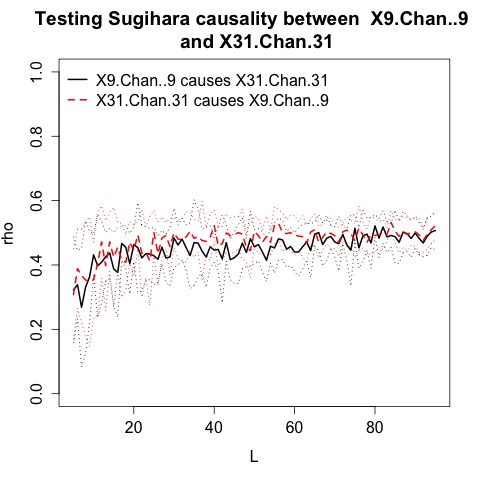 Testing Sugihara causality between  X9.Chan..9
and X31.Chan.31
X9.Chan..9 causes X31.Chan.31
X31.Chan.31 causes X9.Chan..9
1.0
0.8
0.6
0.4
0.2
0.0
rho
20 40 60 80
L